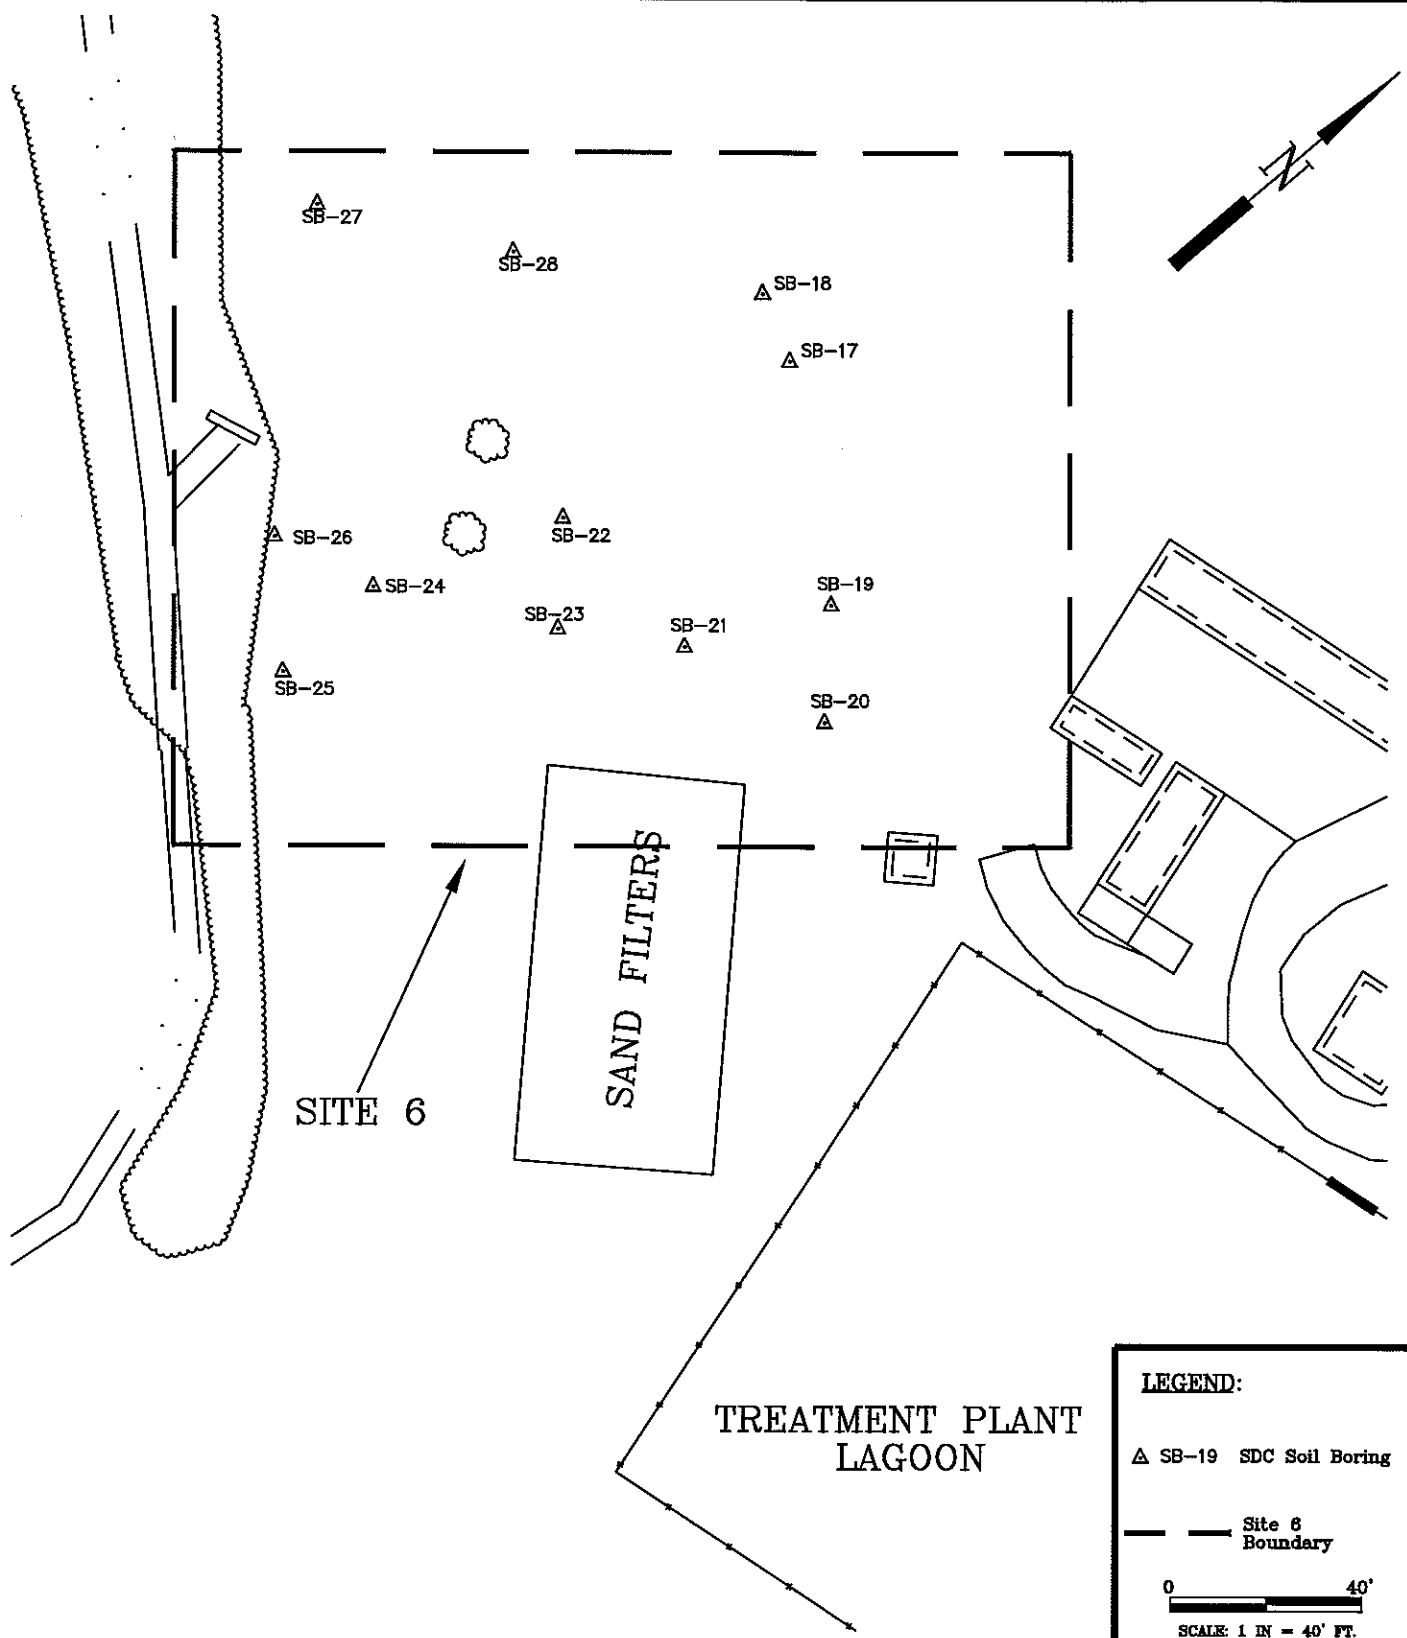 N
SB-27
SB-28
SB-18
SB-17
SB-26
SB-22
SB-24
SB-19
SB-23
SB-21
SB-25
SB-20
SAND FILTERS
SITE 6
TREATMENT PLANT
LAGOON
LEGEND:
SB-19 SDC Soil Boring
Site 6
Boundary
0 40'
SCALE: 1 IN = 40' FT.